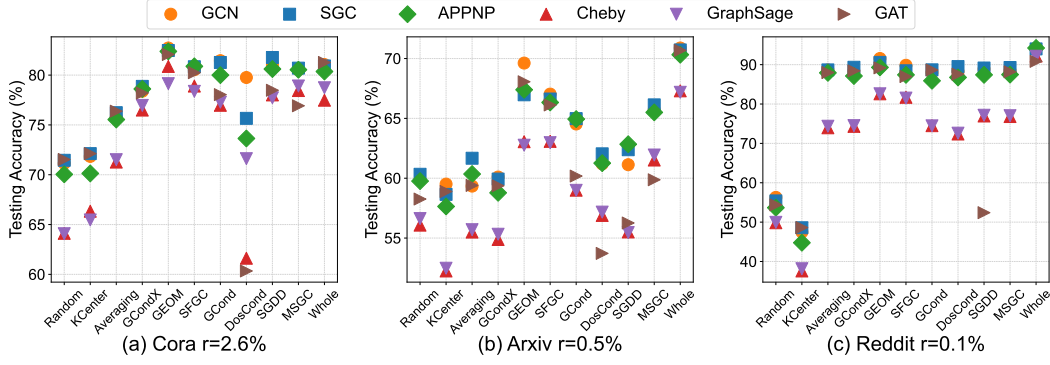 GCN SGC APPNP Cheby GraphSage GAT
Testing Accuracy (%)
80
75
70
65
60
Random KCenter Averaging GCondX GEOM SFGC GCond DosCond SGDD MSGC Whole
(a) Cora r=2.6%
Testing Accuracy (%)
70
65
60
55
Random KCenter Averaging GCondX GEOM SFGC GCond DosCond SGDD MSGC Whole
(b) Arxiv r=0.5%
Testing Accuracy (%)
90
80
70
60
50
40
Random KCenter Averaging GCondX GEOM SFGC GCond DosCond SGDD MSGC Whole
(c) Reddit r=0.1%